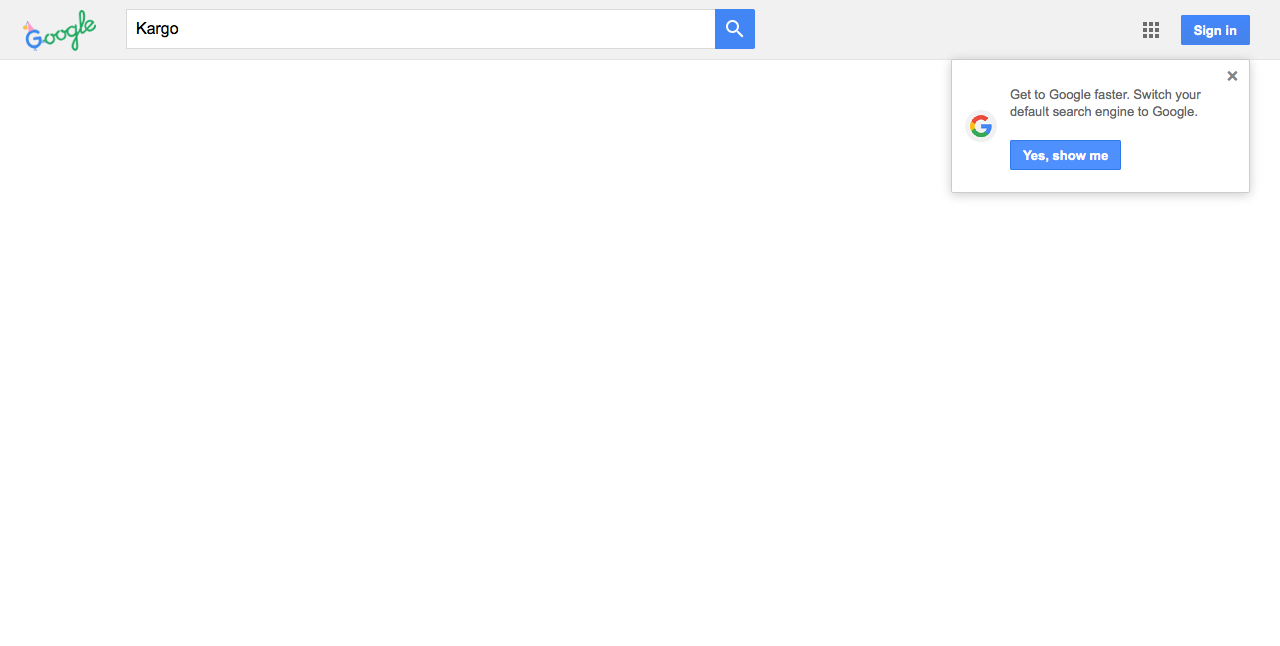 Google
Kargo
Sign in
Get to Google faster. Switch your
default search engine to Google.
Yes, show me